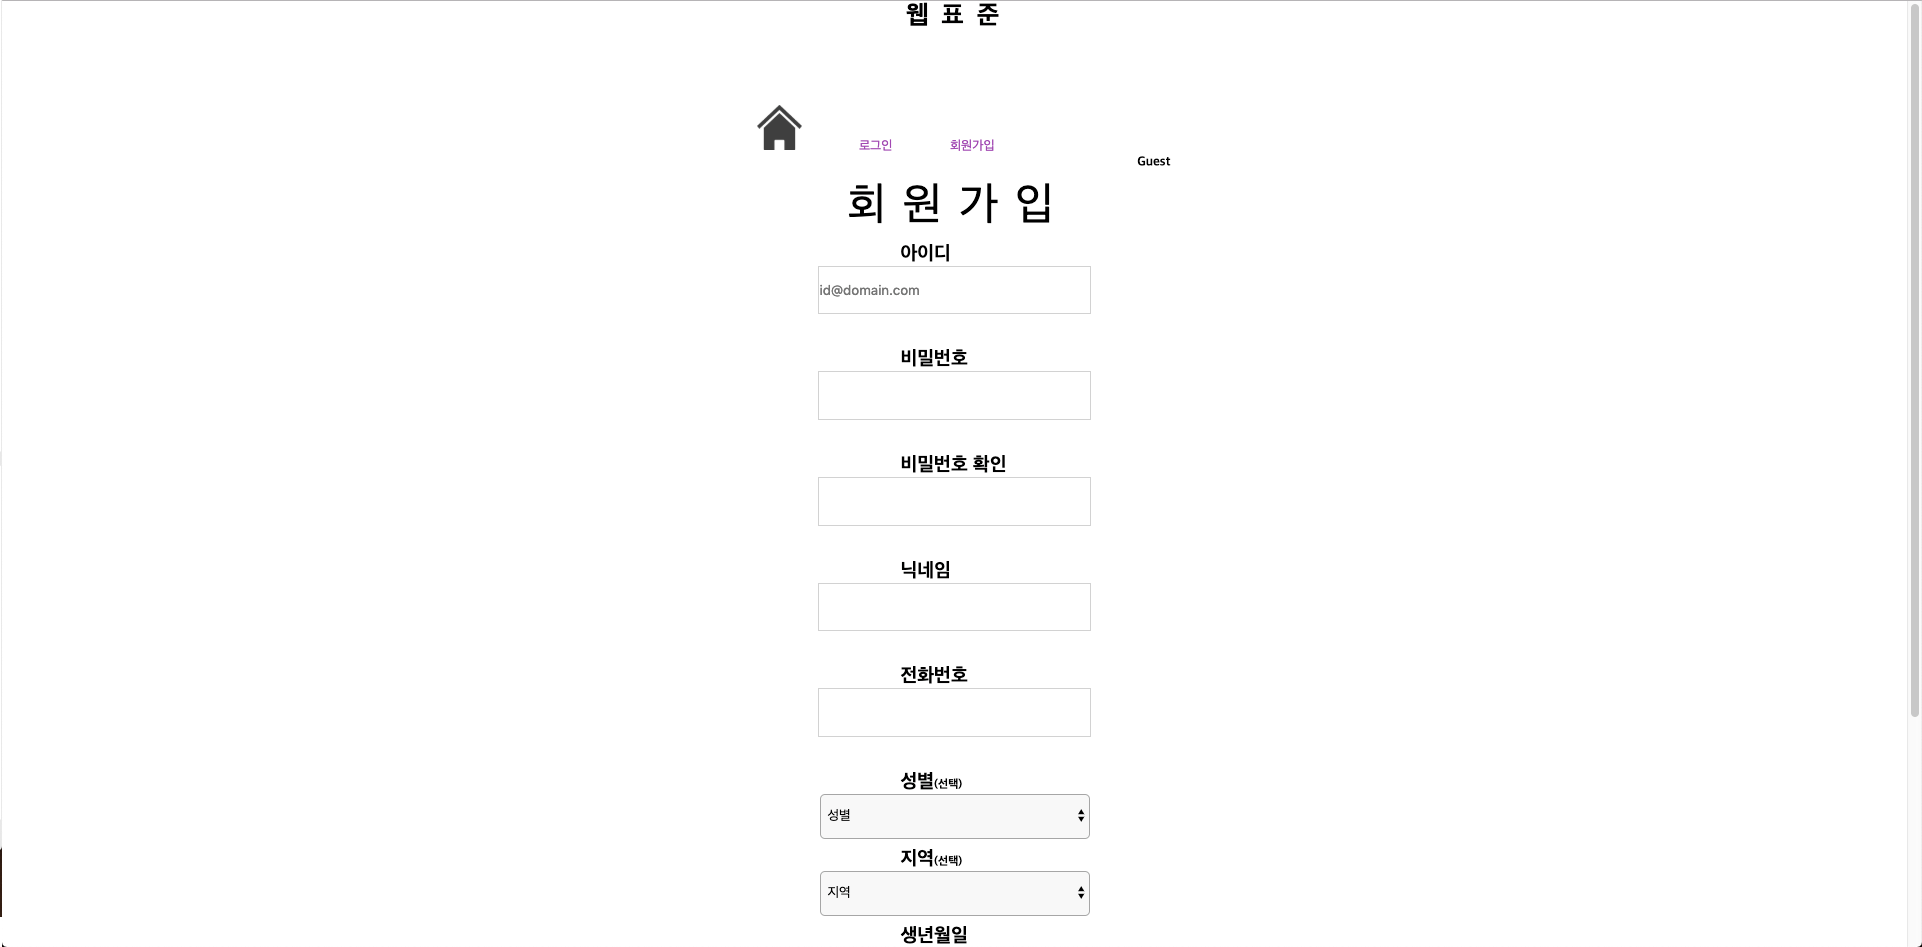 웹 표 준
로그인 회원가입
Guest
회 원 가 입
아이디
id@domain.com
비밀번호
비밀번호 확인
닉네임
전화번호
성별(선택)
성별
지역(선택)
지역
생년월일